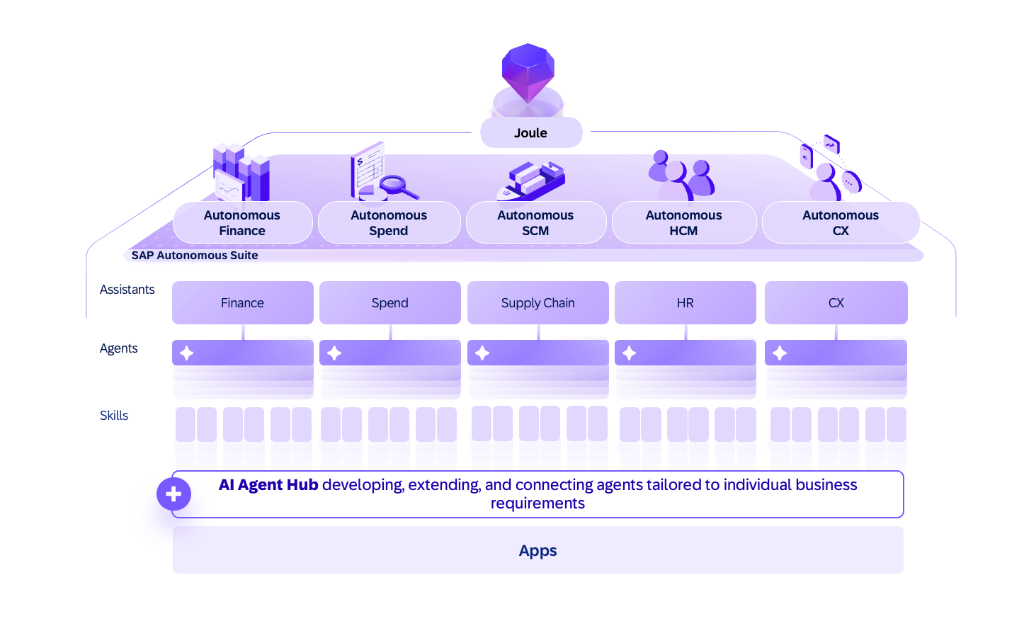 Joule
Autonomous
Finance
Autonomous
Spend
Autonomous
SCM
Autonomous
HCM
Autonomous
CX
SAP Autonomous Suite
Assistants
Finance
Spend
Supply Chain
HR
CX
Agents
Skills
AI Agent Hub developing, extending, and connecting agents tailored to individual business
requirements
Apps